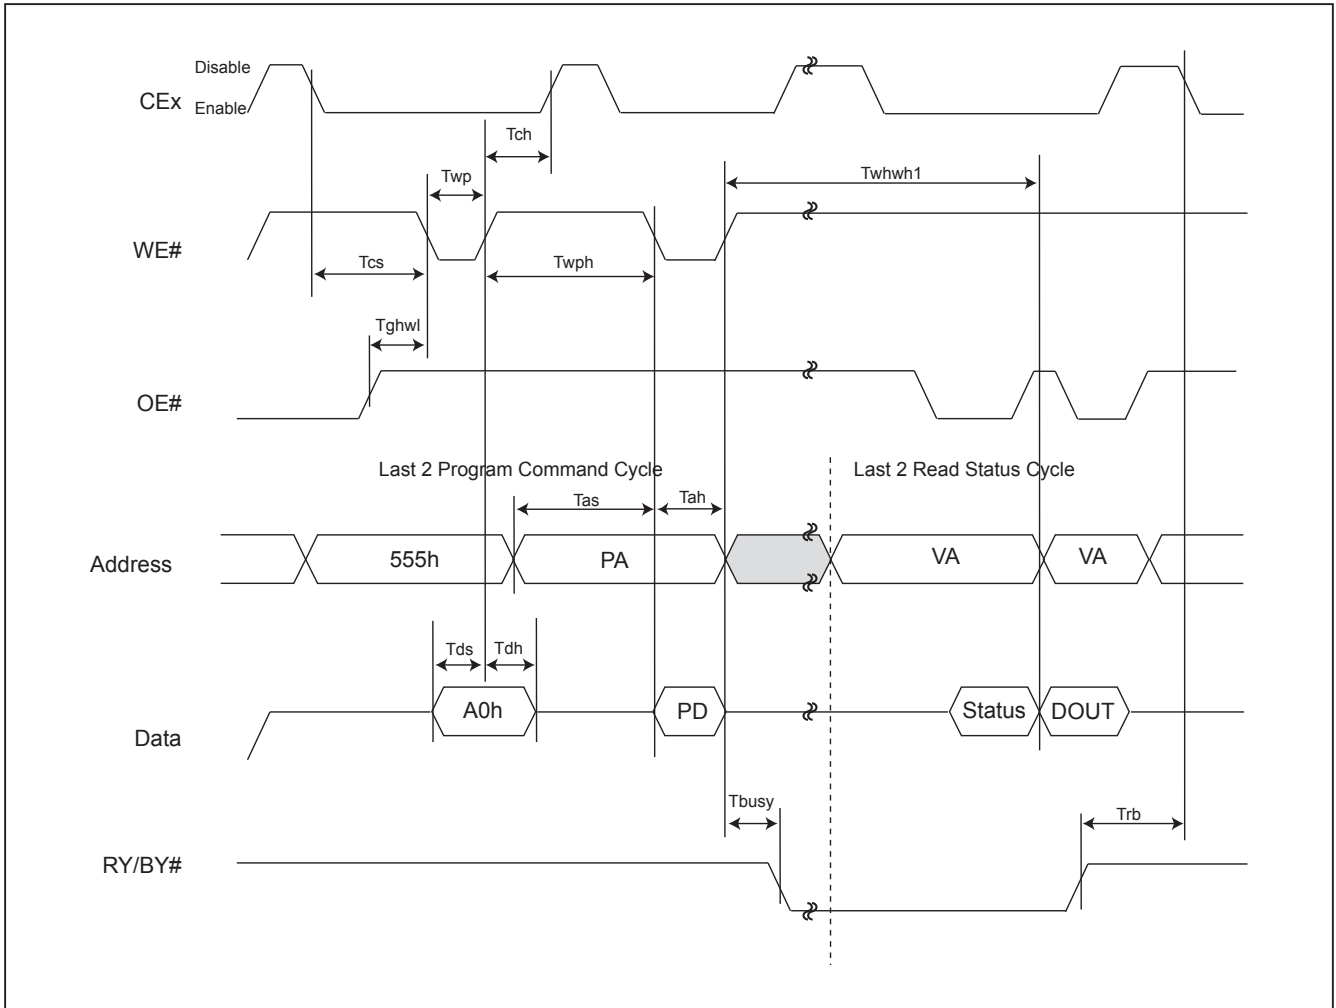 Disable
CEx
Enable
Tch
Twp
Twhwh1
WE#
Tcs
Twph
Tghwl
OE#
Last 2 Program Command Cycle
Last 2 Read Status Cycle
Tas
Tah
Address
555h
PA
VA
VA
Tds
Tdh
A0h
PD
Status
DOUT
Data
Tbusy
Trb
RY/BY#